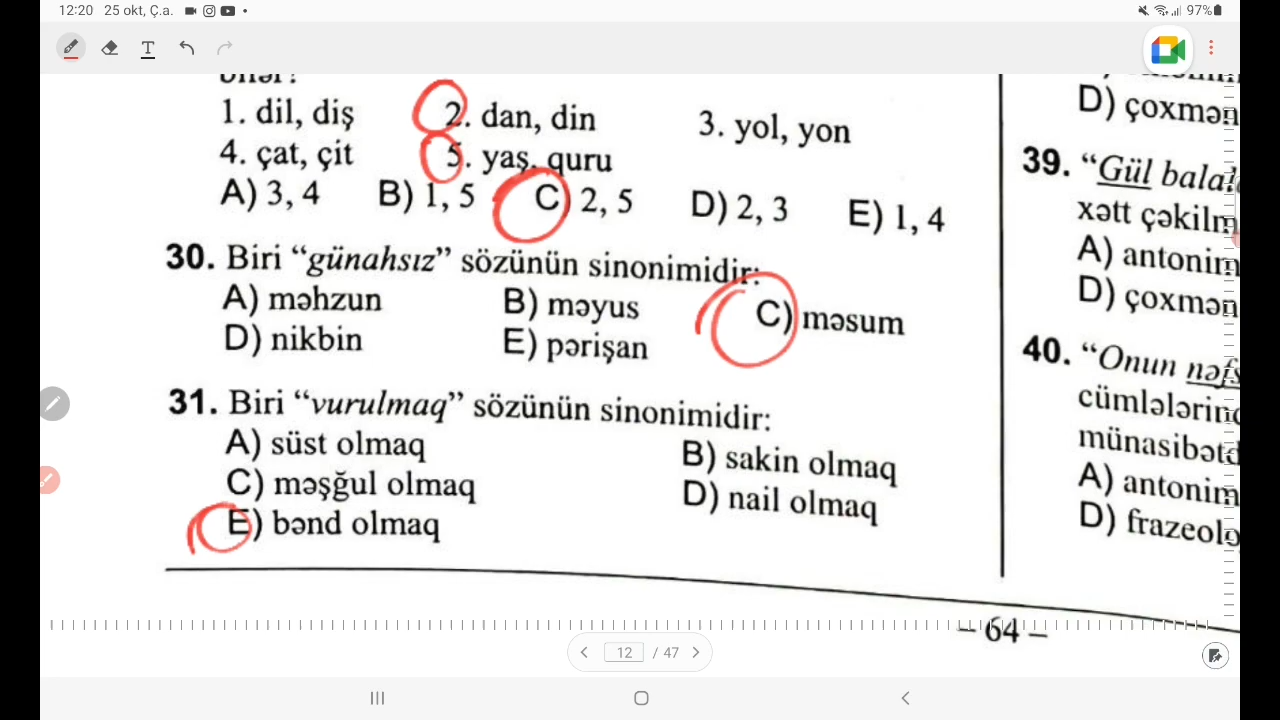 12:20 25 okt, Ç.a. 97%
T
1. dil, diş 2. dan, din 3. yol, yon
4. çat, çit 5. yaş, quru
A) 3, 4 B) 1, 5 C) 2, 5 D) 2, 3 E) 1, 4
30. Biri “günahsız” sözünün sinonimidir:
A) məhzun B) məyus C) məsum
D) nikbin E) pərişan
31. Biri “vurulmaq” sözünün sinonimidir:
A) süst olmaq B) sakin olmaq
C) məşğul olmaq D) nail olmaq
E) bənd olmaq
D) çoxmən
39. “Gül balal
xətt çəkilm
A) antonim
D) çoxmən
40. “Onun nəfs
cümlələrind
münasibətd
A) antonim
D) frazeolo
– 64 –
12 / 47